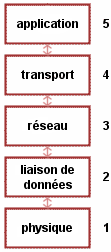 application 5
transport 4
réseau 3
liaison de
données 2
physique 1